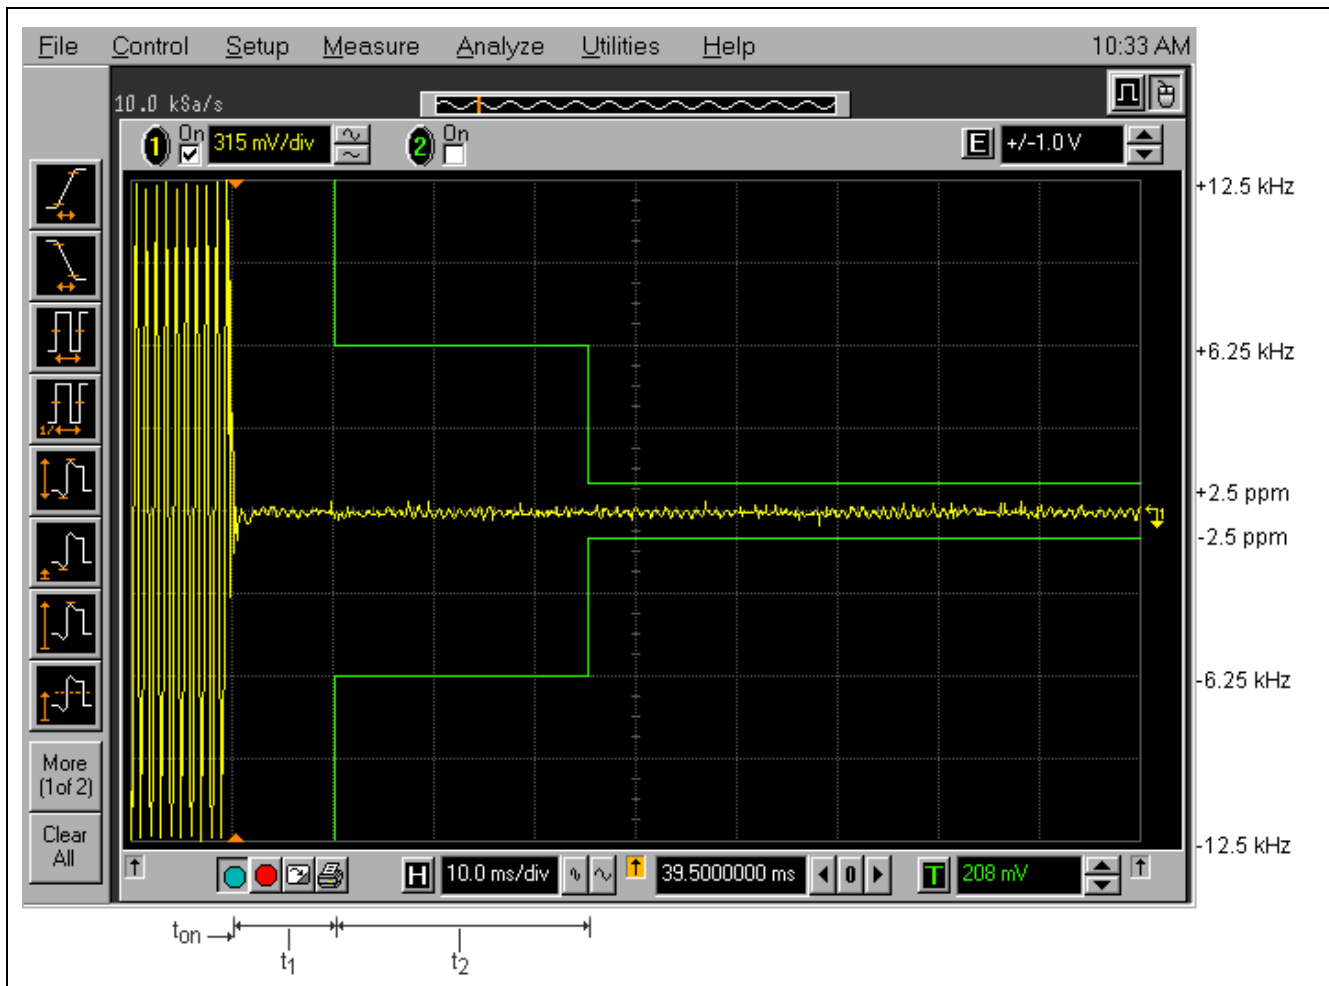 File Control Setup Measure Analyze Utilities Help 10:33 AM
10.0 kSa/s
1 On 315 mV/div 2 On E +/-1.0 V
+12.5 kHz
+6.25 kHz
+2.5 ppm
-2.5 ppm
-6.25 kHz
-12.5 kHz
1/
More
(1of 2)
Clear
All
H 10.0 ms/div 39.5000000 ms 0 T 208 mV
ton
t1
t2